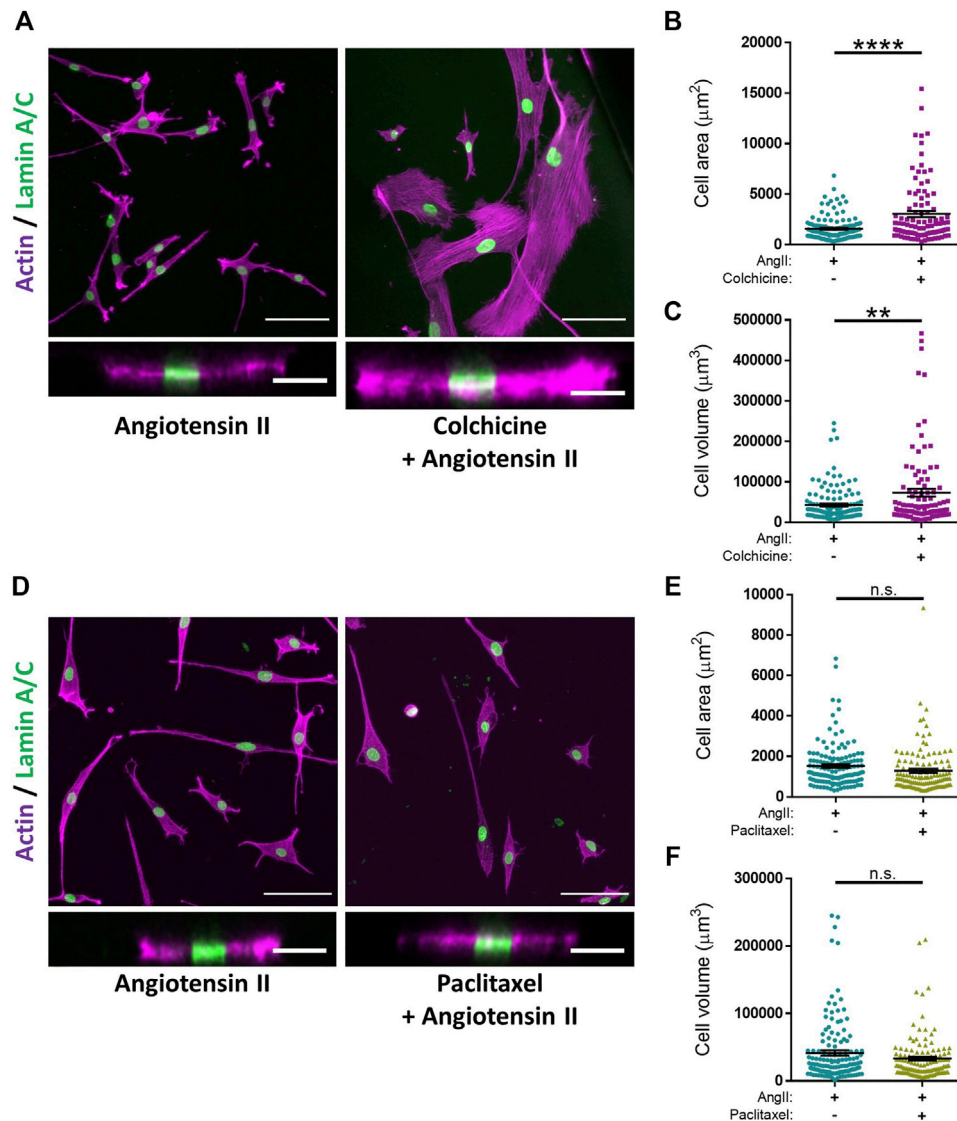 A
Actin / Lamin A/C
Angiotensin II
Colchicine
+ Angiotensin II
B
Cell area (μm²)
20000
15000
10000
5000
0
****
AngII: + +
Colchicine: - +
C
Cell volume (μm³)
500000
400000
300000
200000
100000
0
**
AngII: + +
Colchicine: - +
D
Actin / Lamin A/C
Angiotensin II
Paclitaxel
+ Angiotensin II
E
Cell area (μm²)
10000
8000
6000
4000
2000
0
n.s.
AngII: + +
Paclitaxel: - +
F
Cell volume (μm³)
300000
200000
100000
0
n.s.
AngII: + +
Paclitaxel: - +